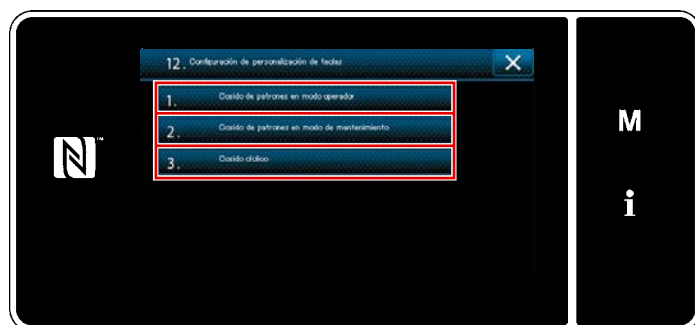 12. Configuración de personalización de teclas
1. Cosido de patrones en modo operador
2. Cosido de patrones en modo de mantenimiento
3. Cosido cíclico
N™
M
i